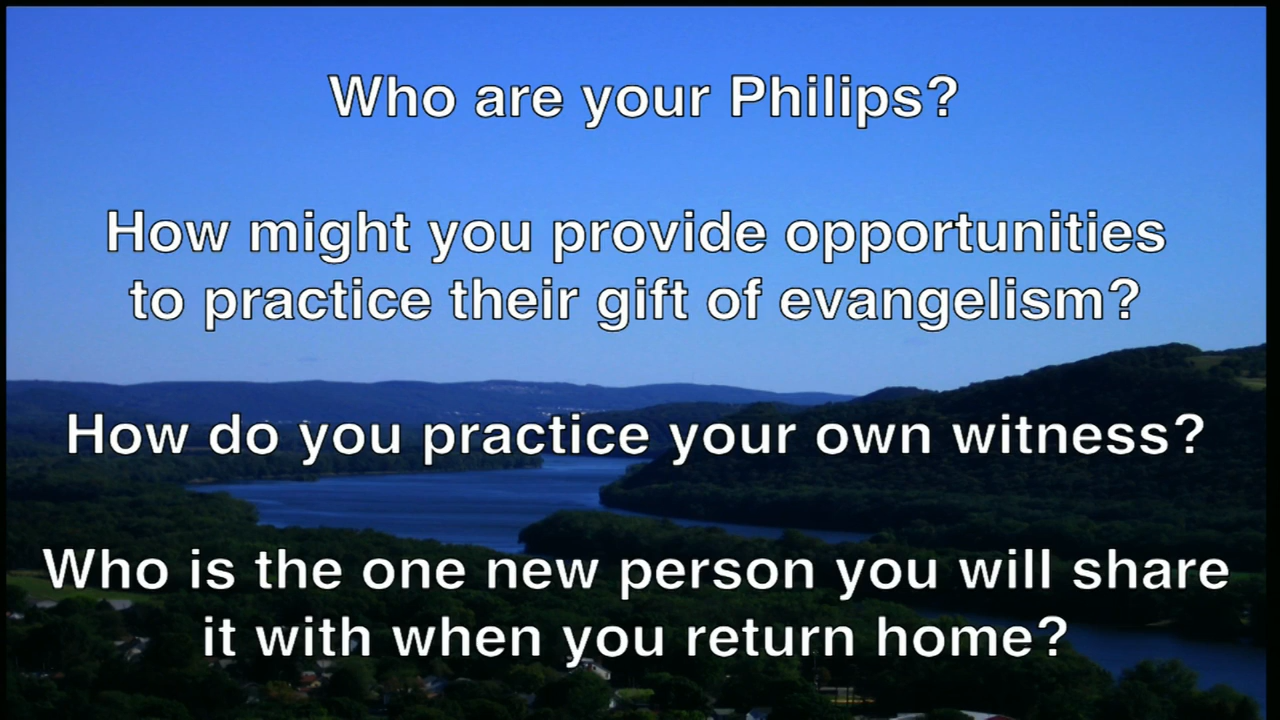 Who are your Philips?
How might you provide opportunities
to practice their gift of evangelism?
How do you practice your own witness?
Who is the one new person you will share
it with when you return home?